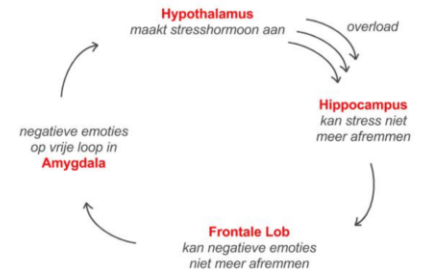 Hypothalamus
maakt stresshormoon aan
overload
Hippocampus
kan stress niet
meer afremmen
Frontale Lob
kan negatieve emoties
niet meer afremmen
negatieve emoties
op vrije loop in
Amygdala